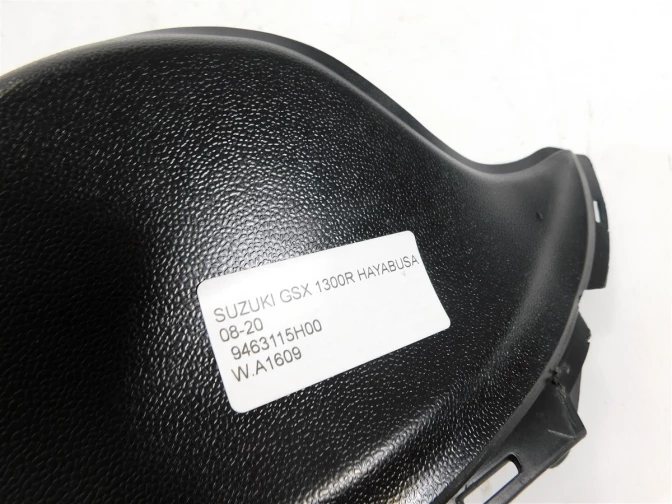 SUZUKI GSX 1300R HAYABUSA
08-20
9463115H00
W.A1609